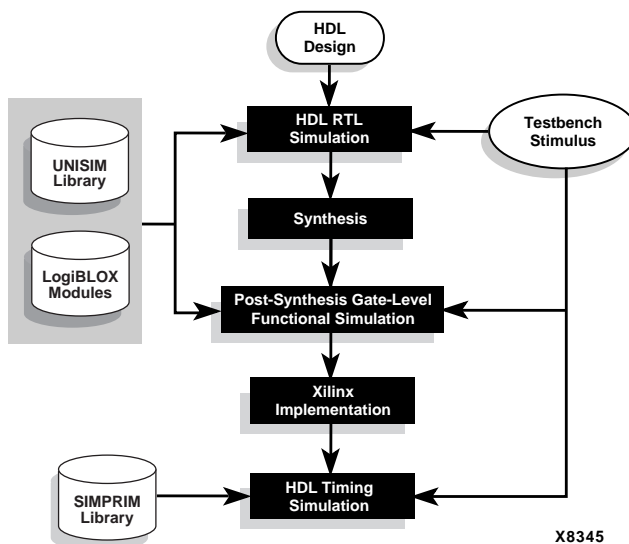 HDL
Design
HDL RTL
Simulation
Testbench
Stimulus
UNISIM
Library
Synthesis
LogiBLOX
Modules
Post-Synthesis Gate-Level
Functional Simulation
Xilinx
Implementation
SIMPRIM
Library
HDL Timing
Simulation
X8345